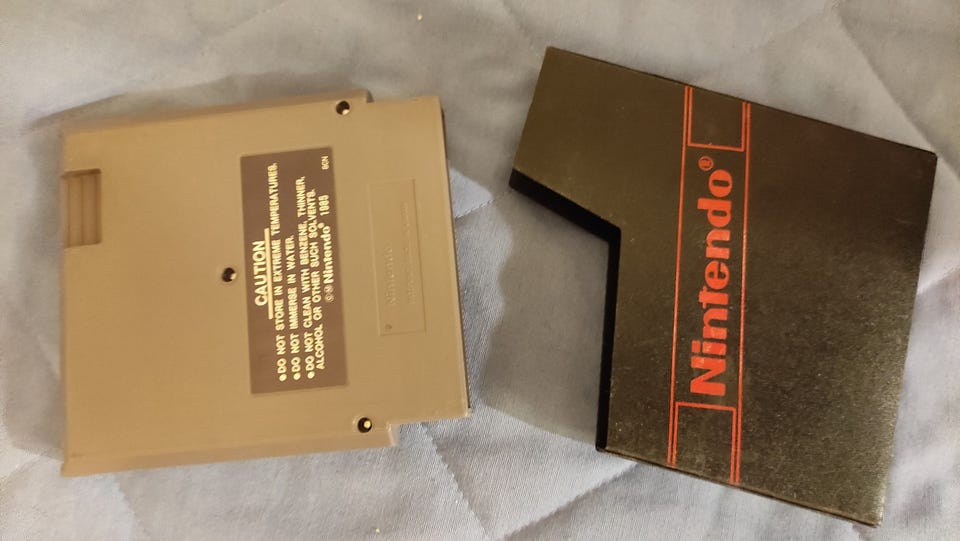 CAUTION
●DO NOT STORE IN EXTREME TEMPERATURES.
●DO NOT IMMERSE IN WATER.
●DO NOT CLEAN WITH BENZENE, THINNER,
ALCOHOL OR OTHER SUCH SOLVENTS.
©Ⓜ Nintendo® 1985
Nintendo®